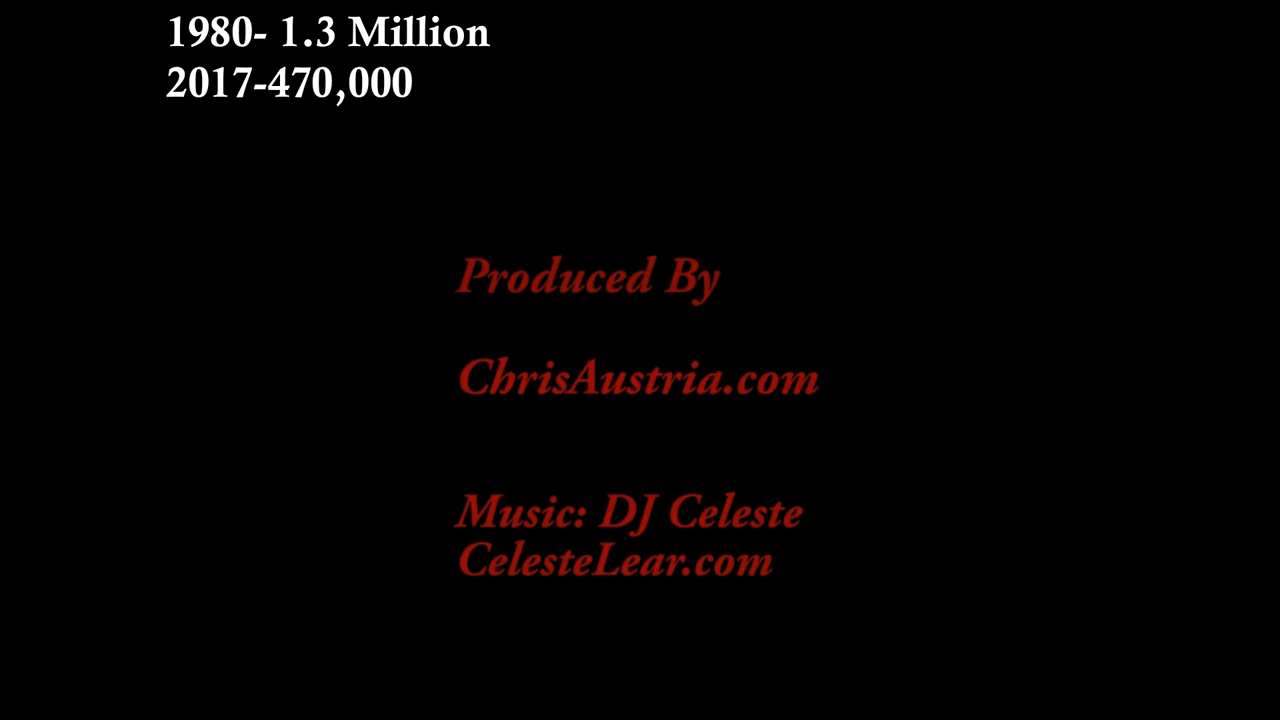 1980- 1.3 Million
2017-470,000
Produced By
ChrisAustria.com
Music: DJ Celeste
CelesteLear.com